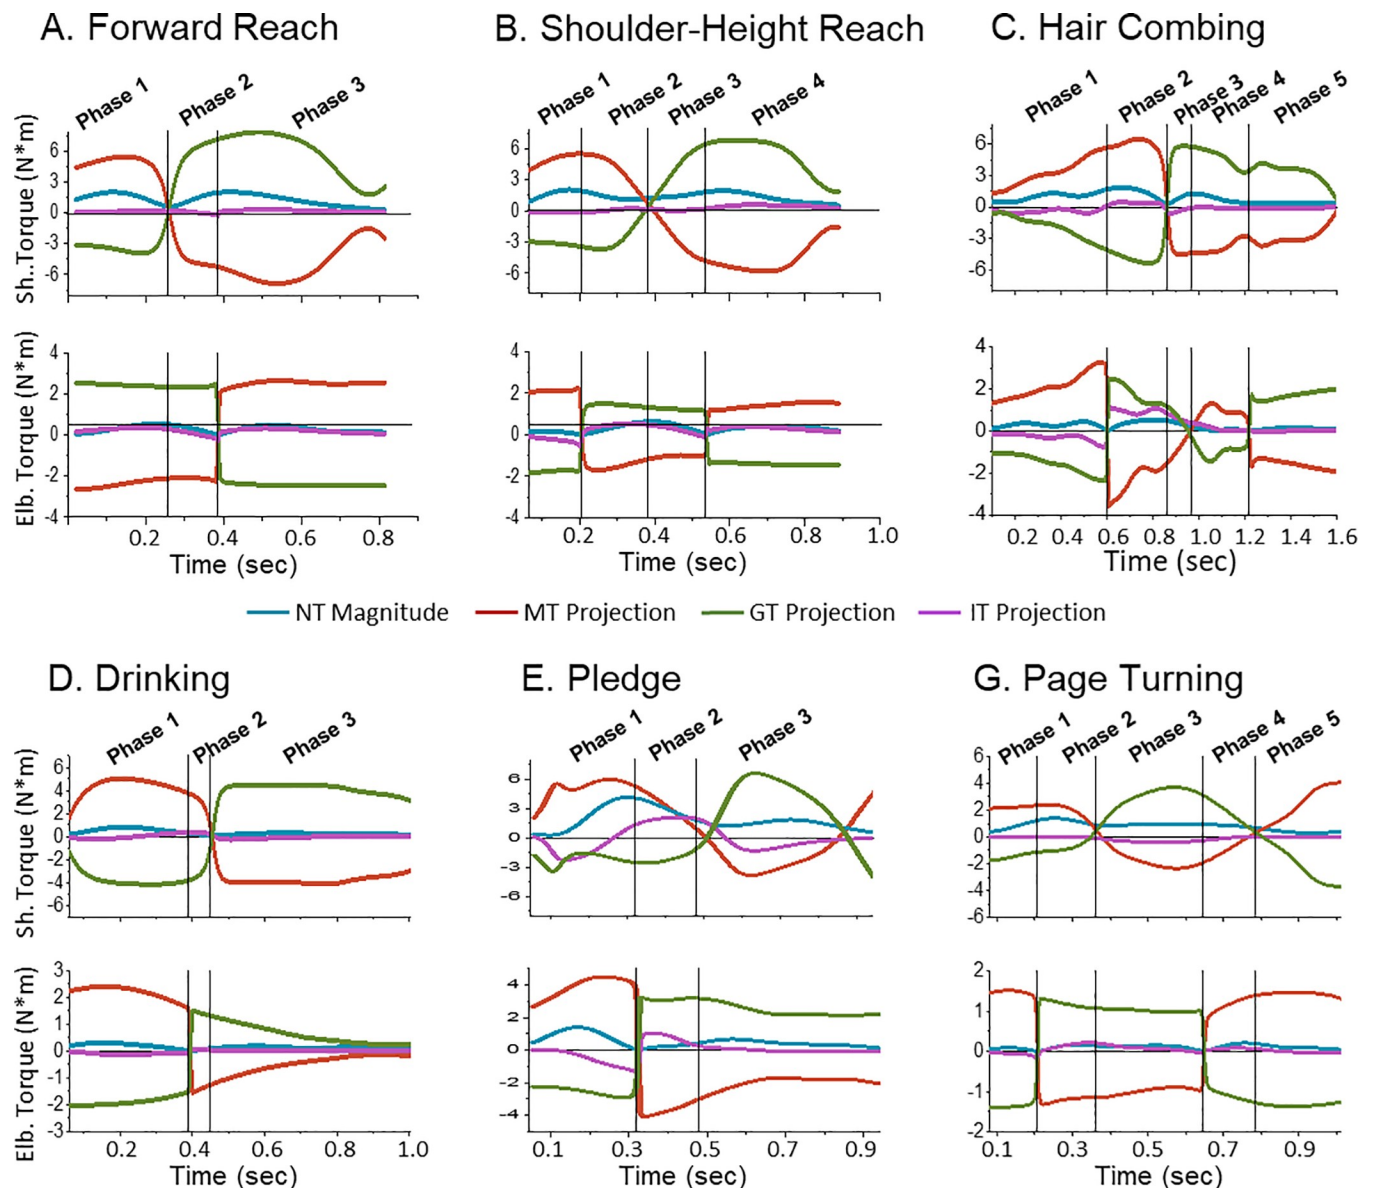 A. Forward Reach
B. Shoulder-Height Reach
C. Hair Combing
Phase 1 Phase 2 Phase 3
Phase 1 Phase 2 Phase 3 Phase 4
Phase 1 Phase 2 Phase 3 Phase 4 Phase 5
Sh.Torque (N*m)
6 3 0 -3 -6
6 3 0 -3 -6
6 3 0 -3 -6
Elb. Torque (N*m)
4 2 0 -2 -4
4 2 0 -2 -4
4 2 0 -2 -4
0.2 0.4 0.6 0.8
0.2 0.4 0.6 0.8 1.0
0.2 0.4 0.6 0.8 1.0 1.2 1.4 1.6
Time (sec)
Time (sec)
Time (sec)
NT Magnitude MT Projection GT Projection IT Projection
D. Drinking
E. Pledge
G. Page Turning
Phase 1 Phase 2 Phase 3
Phase 1 Phase 2 Phase 3
Phase 1 Phase 2 Phase 3 Phase 4 Phase 5
Sh. Torque (N*m)
6 4 2 0 -2 -4 -6
6 3 0 -3 -6
6 4 2 0 -2 -4 -6
Elb. Torque (N*m)
3 2 1 0 -1 -2 -3
4 2 0 -2 -4
2 1 0 -1 -2
0.2 0.4 0.6 0.8 1.0
0.1 0.3 0.5 0.7 0.9
0.1 0.3 0.5 0.7 0.9
Time (sec)
Time (sec)
Time (sec)